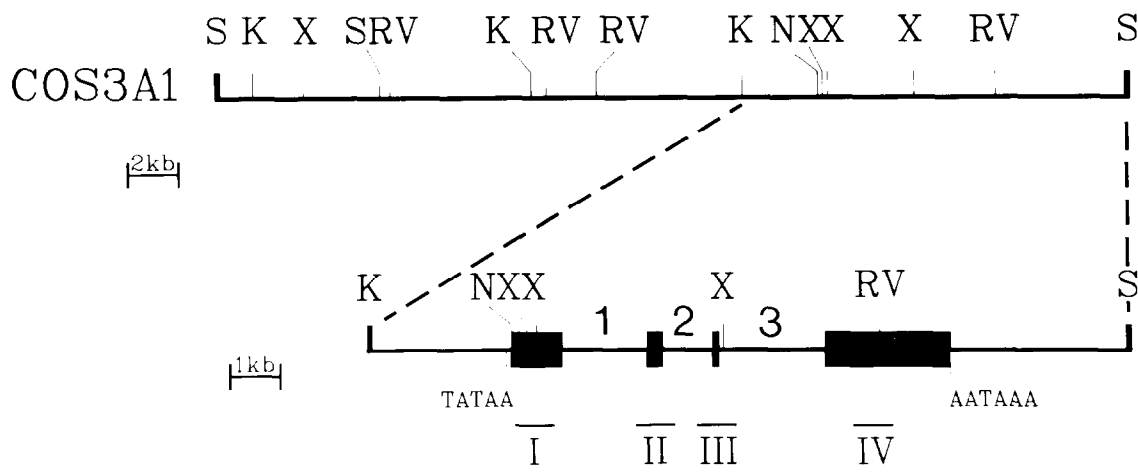 S K X SRV K RV RV K NXX X RV S
COS3A1
2kb
K NXX X RV S
1 2 3
1kb
TATAA AATAAA
I II III IV